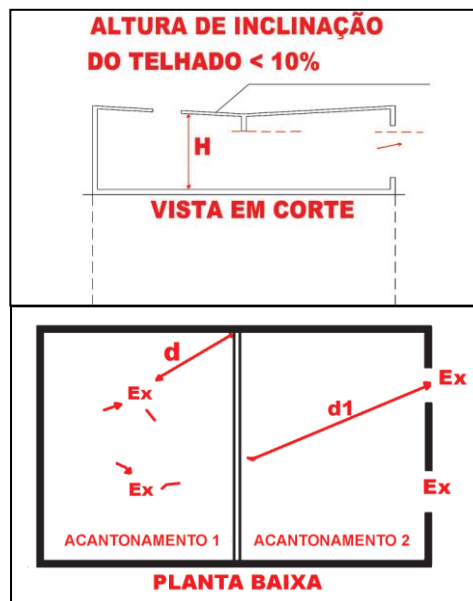 ALTURA DE INCLINAÇÃO
DO TELHADO < 10%
H
VISTA EM CORTE
d
Ex
Ex
d1
Ex
Ex
ACANTONAMENTO 1
ACANTONAMENTO 2
PLANTA BAIXA